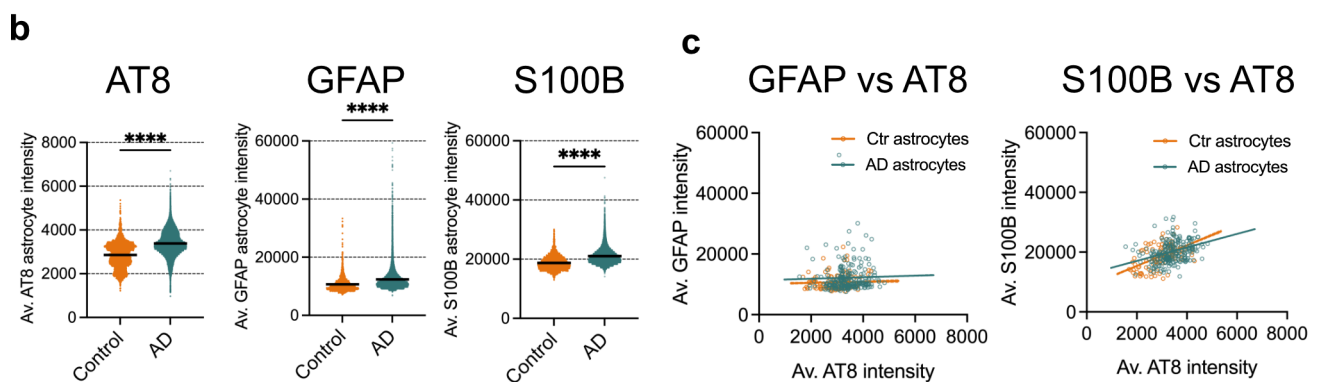 b
AT8
****
Av. AT8 astrocyte intensity
8000
6000
4000
2000
0
Control
AD
GFAP
****
Av. GFAP astrocyte intensity
60000
40000
20000
0
Control
AD
S100B
****
Av. S100B astrocyte intensity
60000
40000
20000
0
Control
AD
c
GFAP vs AT8
Ctr astrocytes
AD astrocytes
Av. GFAP intensity
60000
40000
20000
0
0 2000 4000 6000 8000
Av. AT8 intensity
S100B vs AT8
Ctr astrocytes
AD astrocytes
Av. S100B intensity
60000
40000
20000
0
0 2000 4000 6000 8000
Av. AT8 intensity